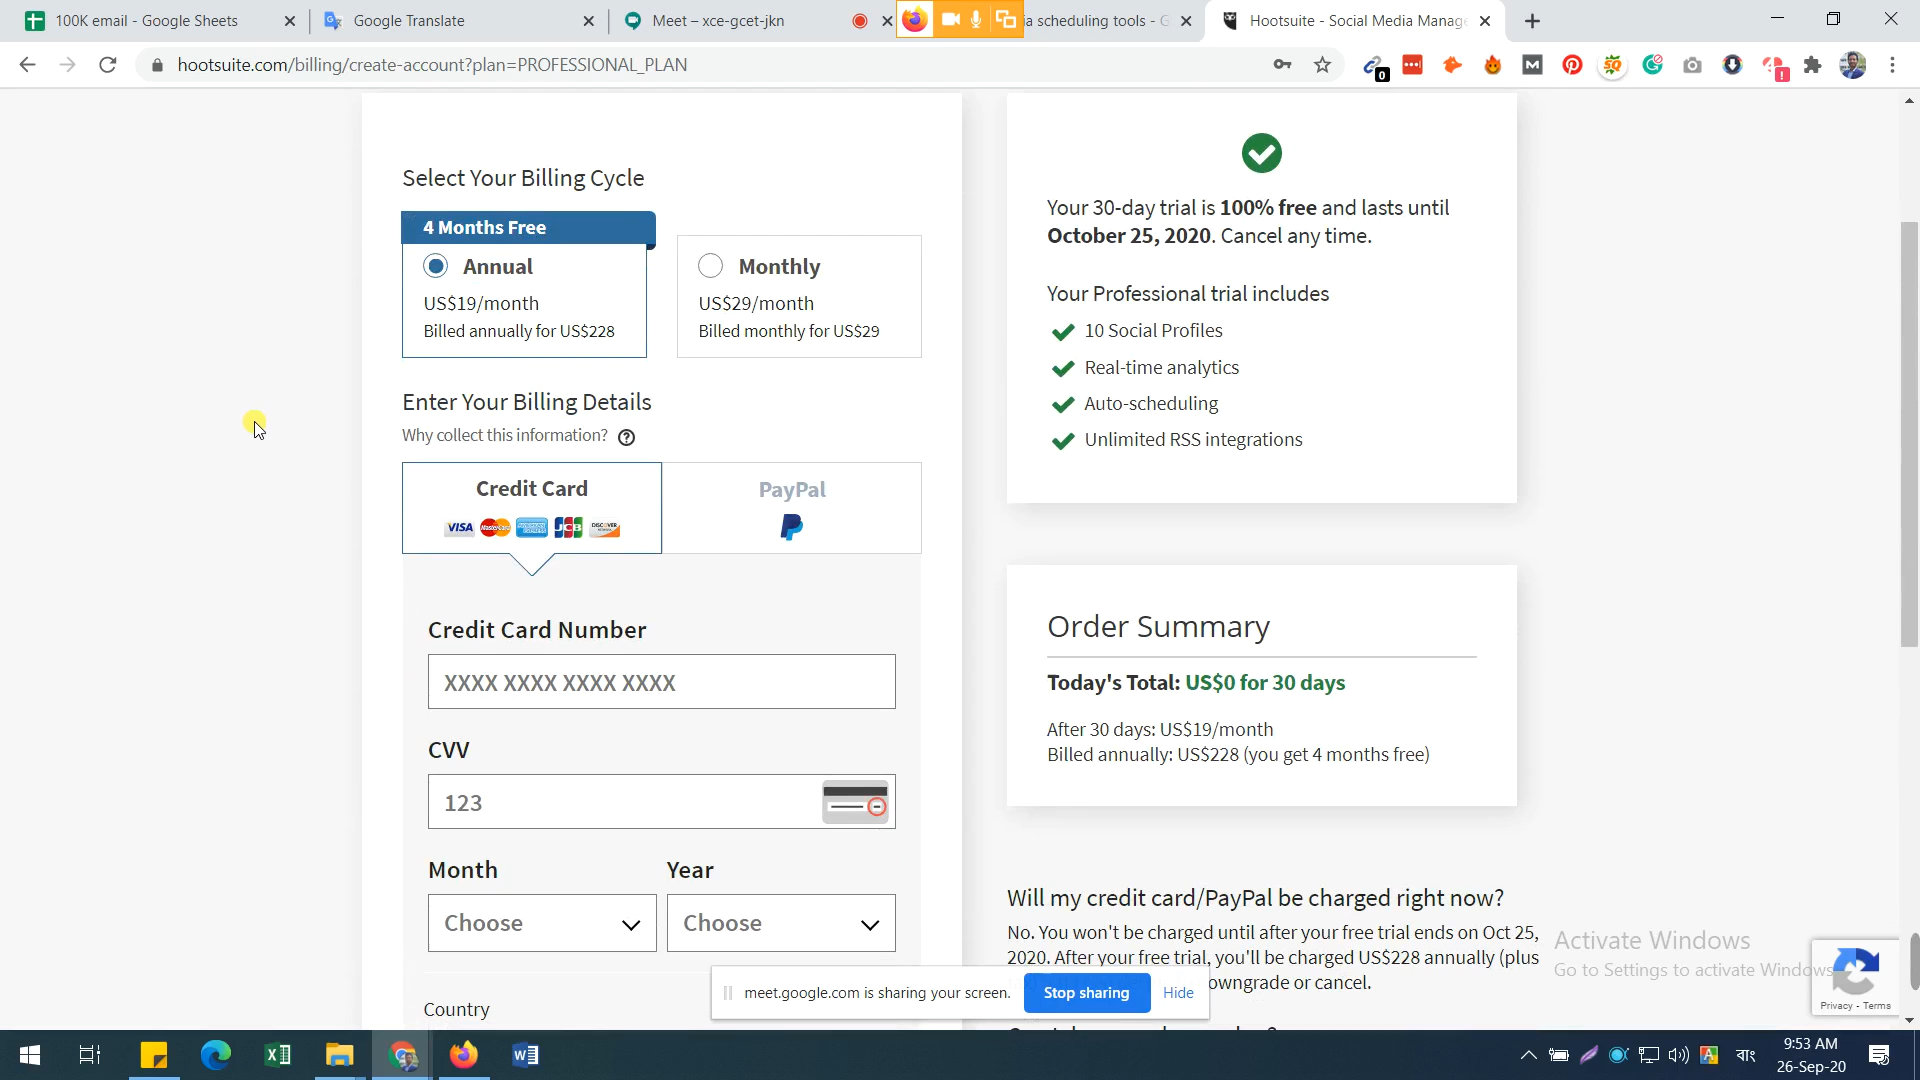 100K email - Google Sheets
Google Translate
Meet – xce-gcet-jkn
ia scheduling tools - G
Hootsuite - Social Media Manage
hootsuite.com/billing/create-account?plan=PROFESSIONAL_PLAN
0
Select Your Billing Cycle
4 Months Free
Annual
US$19/month
Billed annually for US$228
Monthly
US$29/month
Billed monthly for US$29
Enter Your Billing Details
Why collect this information?
Credit Card
VISA MasterCard JCB DISCOVER
PayPal
Credit Card Number
XXXX XXXX XXXX XXXX
CVV
123
Month
Year
Choose
Choose
Country
Your 30-day trial is 100% free and lasts until
October 25, 2020. Cancel any time.
Your Professional trial includes
10 Social Profiles
Real-time analytics
Auto-scheduling
Unlimited RSS integrations
Order Summary
Today's Total: US$0 for 30 days
After 30 days: US$19/month
Billed annually: US$228 (you get 4 months free)
Will my credit card/PayPal be charged right now?
No. You won't be charged until after your free trial ends on Oct 25,
2020. After your free trial, you'll be charged US$228 annually (plus
owngrade or cancel.
Activate Windows
Go to Settings to activate Windows
Privacy - Terms
meet.google.com is sharing your screen.
Stop sharing
Hide
বাং
9:53 AM
26-Sep-20